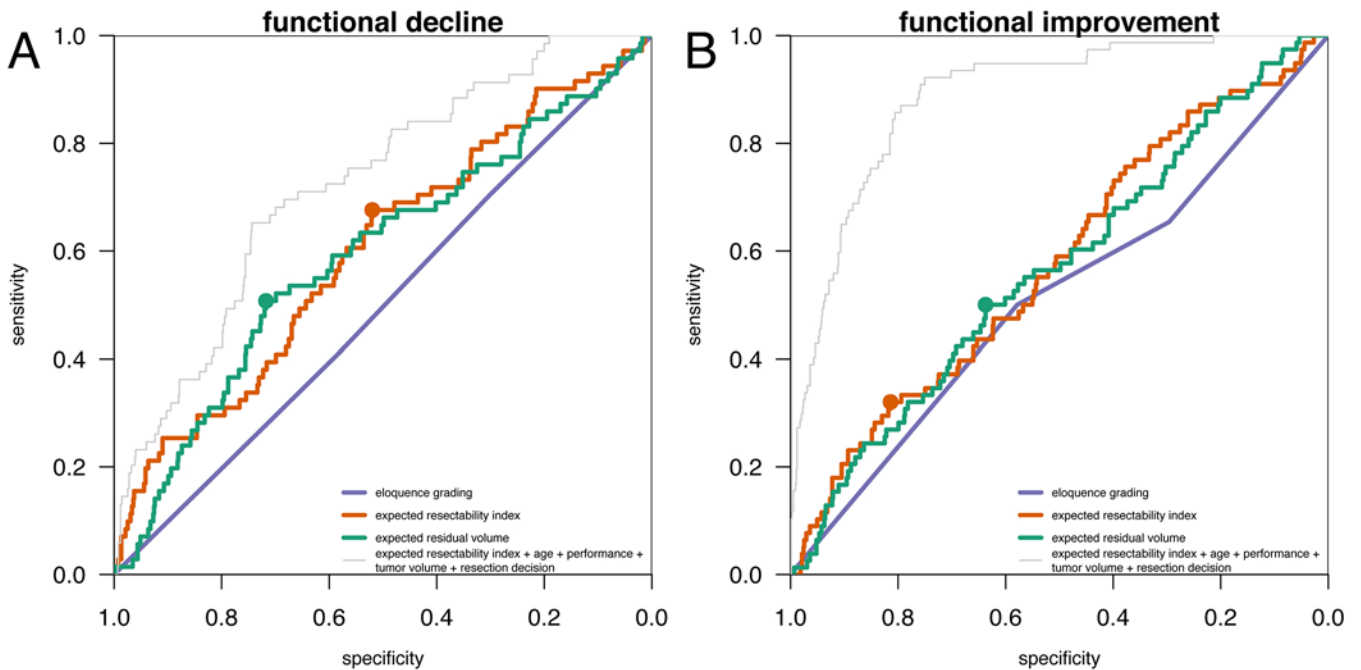 A
functional decline
1.0
0.8
0.6
0.4
0.2
0.0
sensitivity
eloquence grading
expected resectability index
expected residual volume
expected resectability index + age + performance +
tumor volume + resection decision
1.0 0.8 0.6 0.4 0.2 0.0
specificity
B
functional improvement
1.0
0.8
0.6
0.4
0.2
0.0
sensitivity
eloquence grading
expected resectability index
expected residual volume
expected resectability index + age + performance +
tumor volume + resection decision
1.0 0.8 0.6 0.4 0.2 0.0
specificity